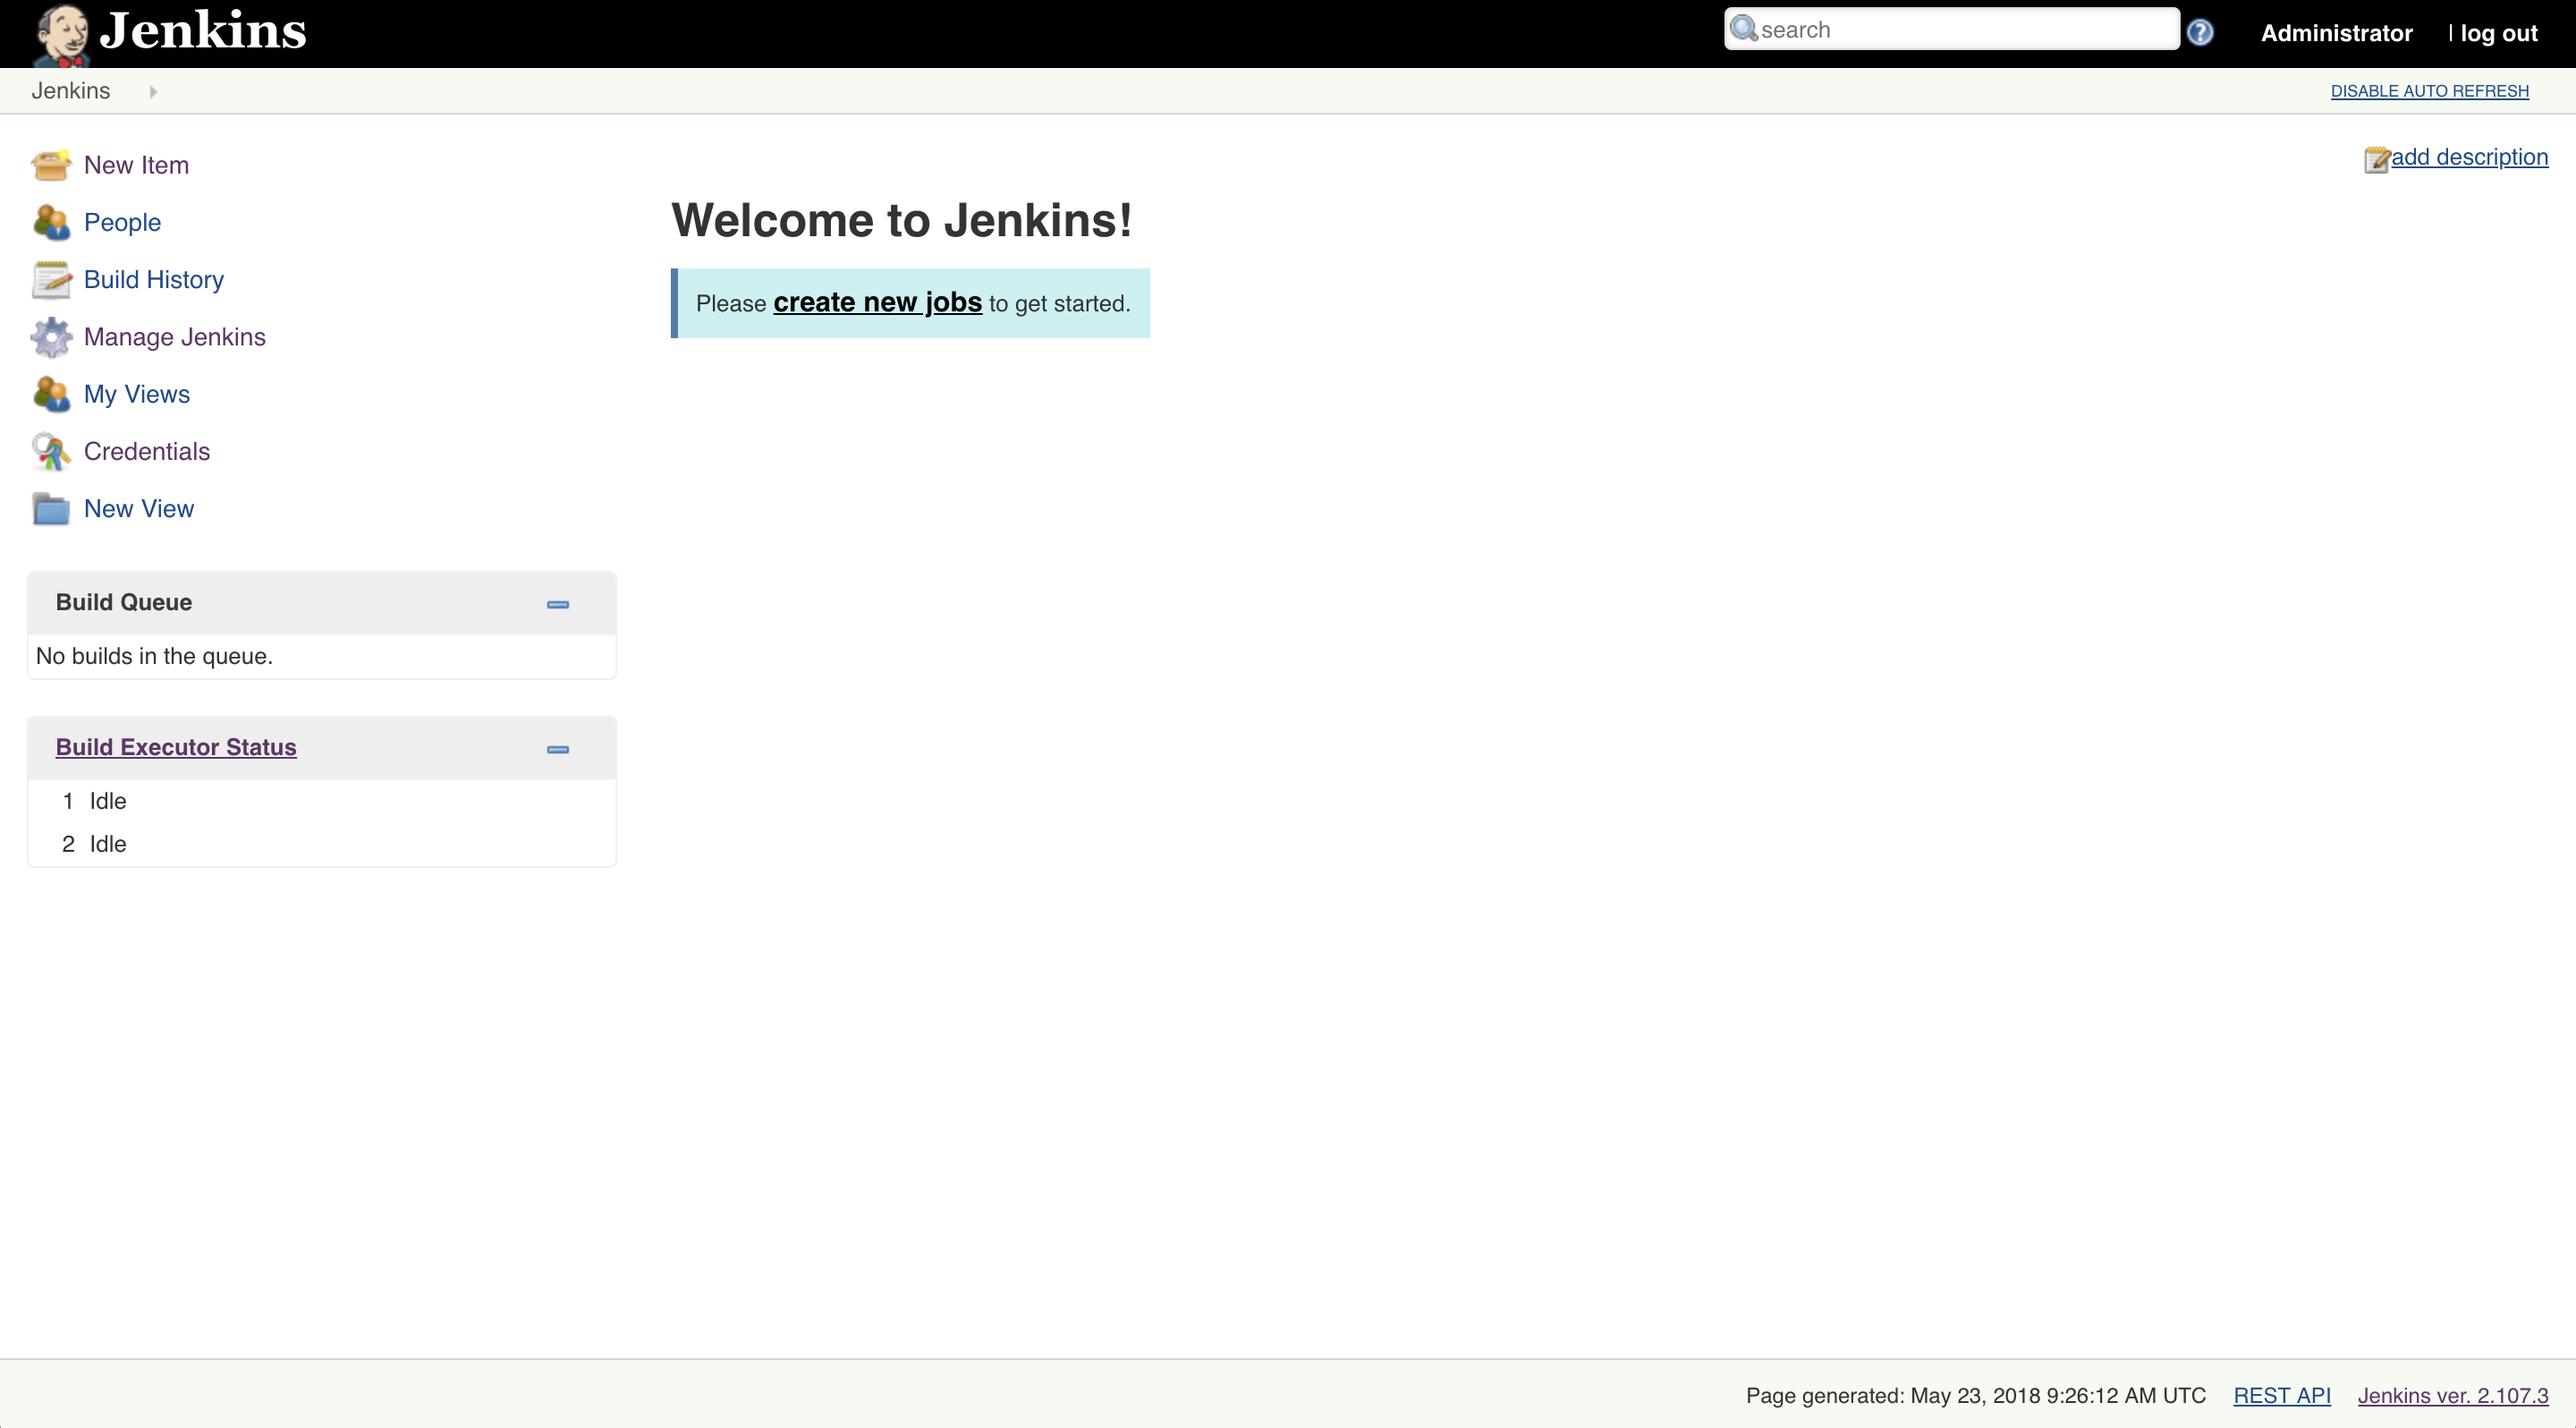 Jenkins
search
Administrator
| log out
Jenkins
DISABLE AUTO REFRESH
New Item
People
Build History
Manage Jenkins
My Views
Credentials
New View
Build Queue
No builds in the queue.
Build Executor Status
1 Idle
2 Idle
add description
Welcome to Jenkins!
Please create new jobs to get started.
Page generated: May 23, 2018 9:26:12 AM UTC REST API Jenkins ver. 2.107.3